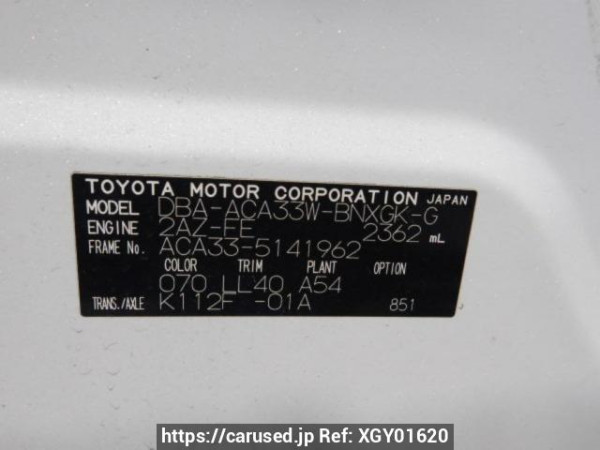 TOYOTA MOTOR CORPORATION JAPAN
MODEL DBA-ACA33W-BNXGK-G
ENGINE 2AZ-FE 2362 mL
FRAME No. ACA33-5141962
COLOR TRIM PLANT OPTION
070 LL40 A54
TRANS./AXLE K112F -01A 851
https://carused.jp Ref: XGY01620